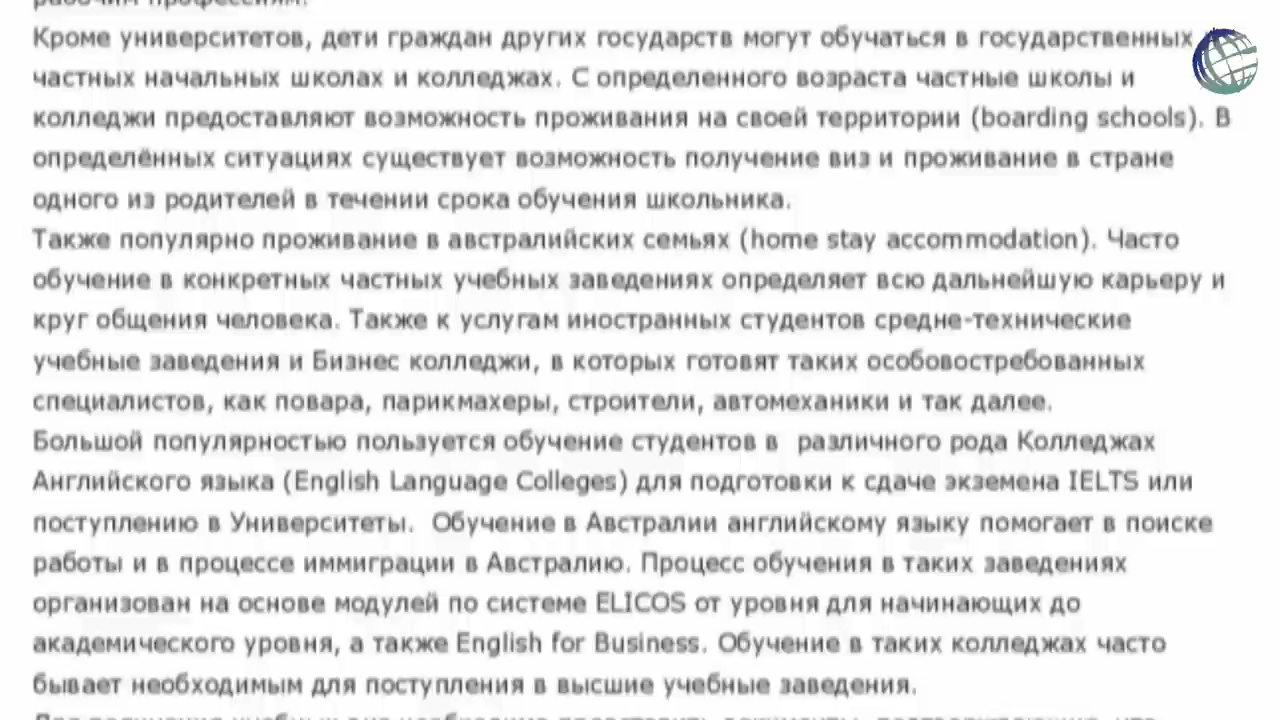 рабочим профессиям.
Кроме университетов, дети граждан других государств могут обучаться в государственных
частных начальных школах и колледжах. С определенного возраста частные школы и
колледжи предоставляют возможность проживания на своей территории (boarding schools). В
определённых ситуациях существует возможность получение виз и проживание в стране
одного из родителей в течении срока обучения школьника.
Также популярно проживание в австралийских семьях (home stay accommodation). Часто
обучение в конкретных частных учебных заведениях определяет всю дальнейшую карьеру и
круг общения человека. Также к услугам иностранных студентов средне-технические
учебные заведения и Бизнес колледжи, в которых готовят таких особовостребованных
специалистов, как повара, парикмахеры, строители, автомеханики и так далее.
Большой популярностью пользуется обучение студентов в  различного рода Колледжах
Английского языка (English Language Colleges) для подготовки к сдаче экземена IELTS или
поступлению в Университеты.  Обучение в Австралии английскому языку помогает в поиске
работы и в процессе иммиграции в Австралию. Процесс обучения в таких заведениях
организован на основе модулей по системе ELICOS от уровня для начинающих до
академического уровня, а также English for Business. Обучение в таких колледжах часто
бывает необходимым для поступления в высшие учебные заведения.